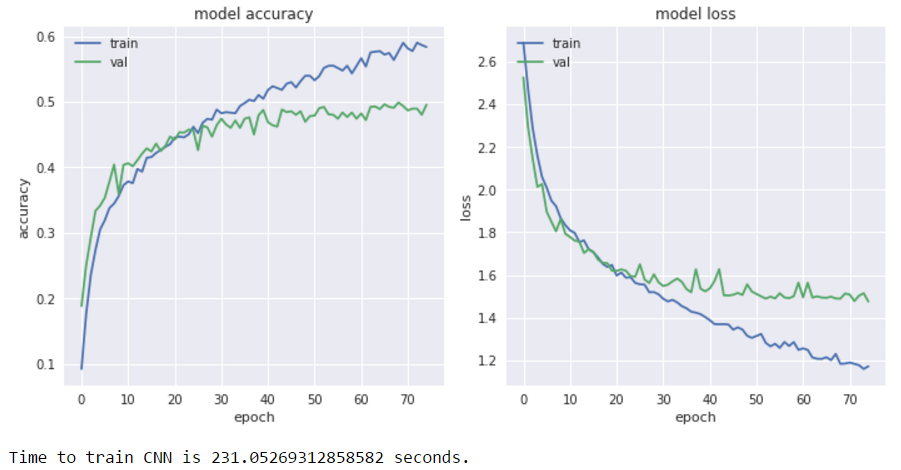 model accuracy
train
val
0.6
0.5
0.4
0.3
0.2
0.1
accuracy
0 10 20 30 40 50 60 70
epoch
model loss
train
val
2.6
2.4
2.2
2.0
1.8
1.6
1.4
1.2
loss
0 10 20 30 40 50 60 70
epoch
Time to train CNN is 231.05269312858582 seconds.